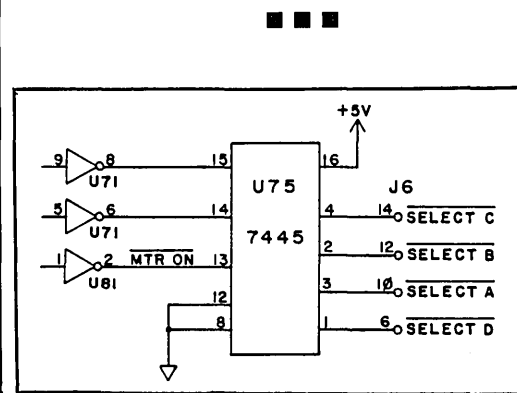 +5V
9 8 15 16
U71
U75
J6
5 6 14 4 14 SELECT C
U71
7445
1 2 MTR ON 13 2 12 SELECT B
U81
12 3 10 SELECT A
8 1 6 SELECT D